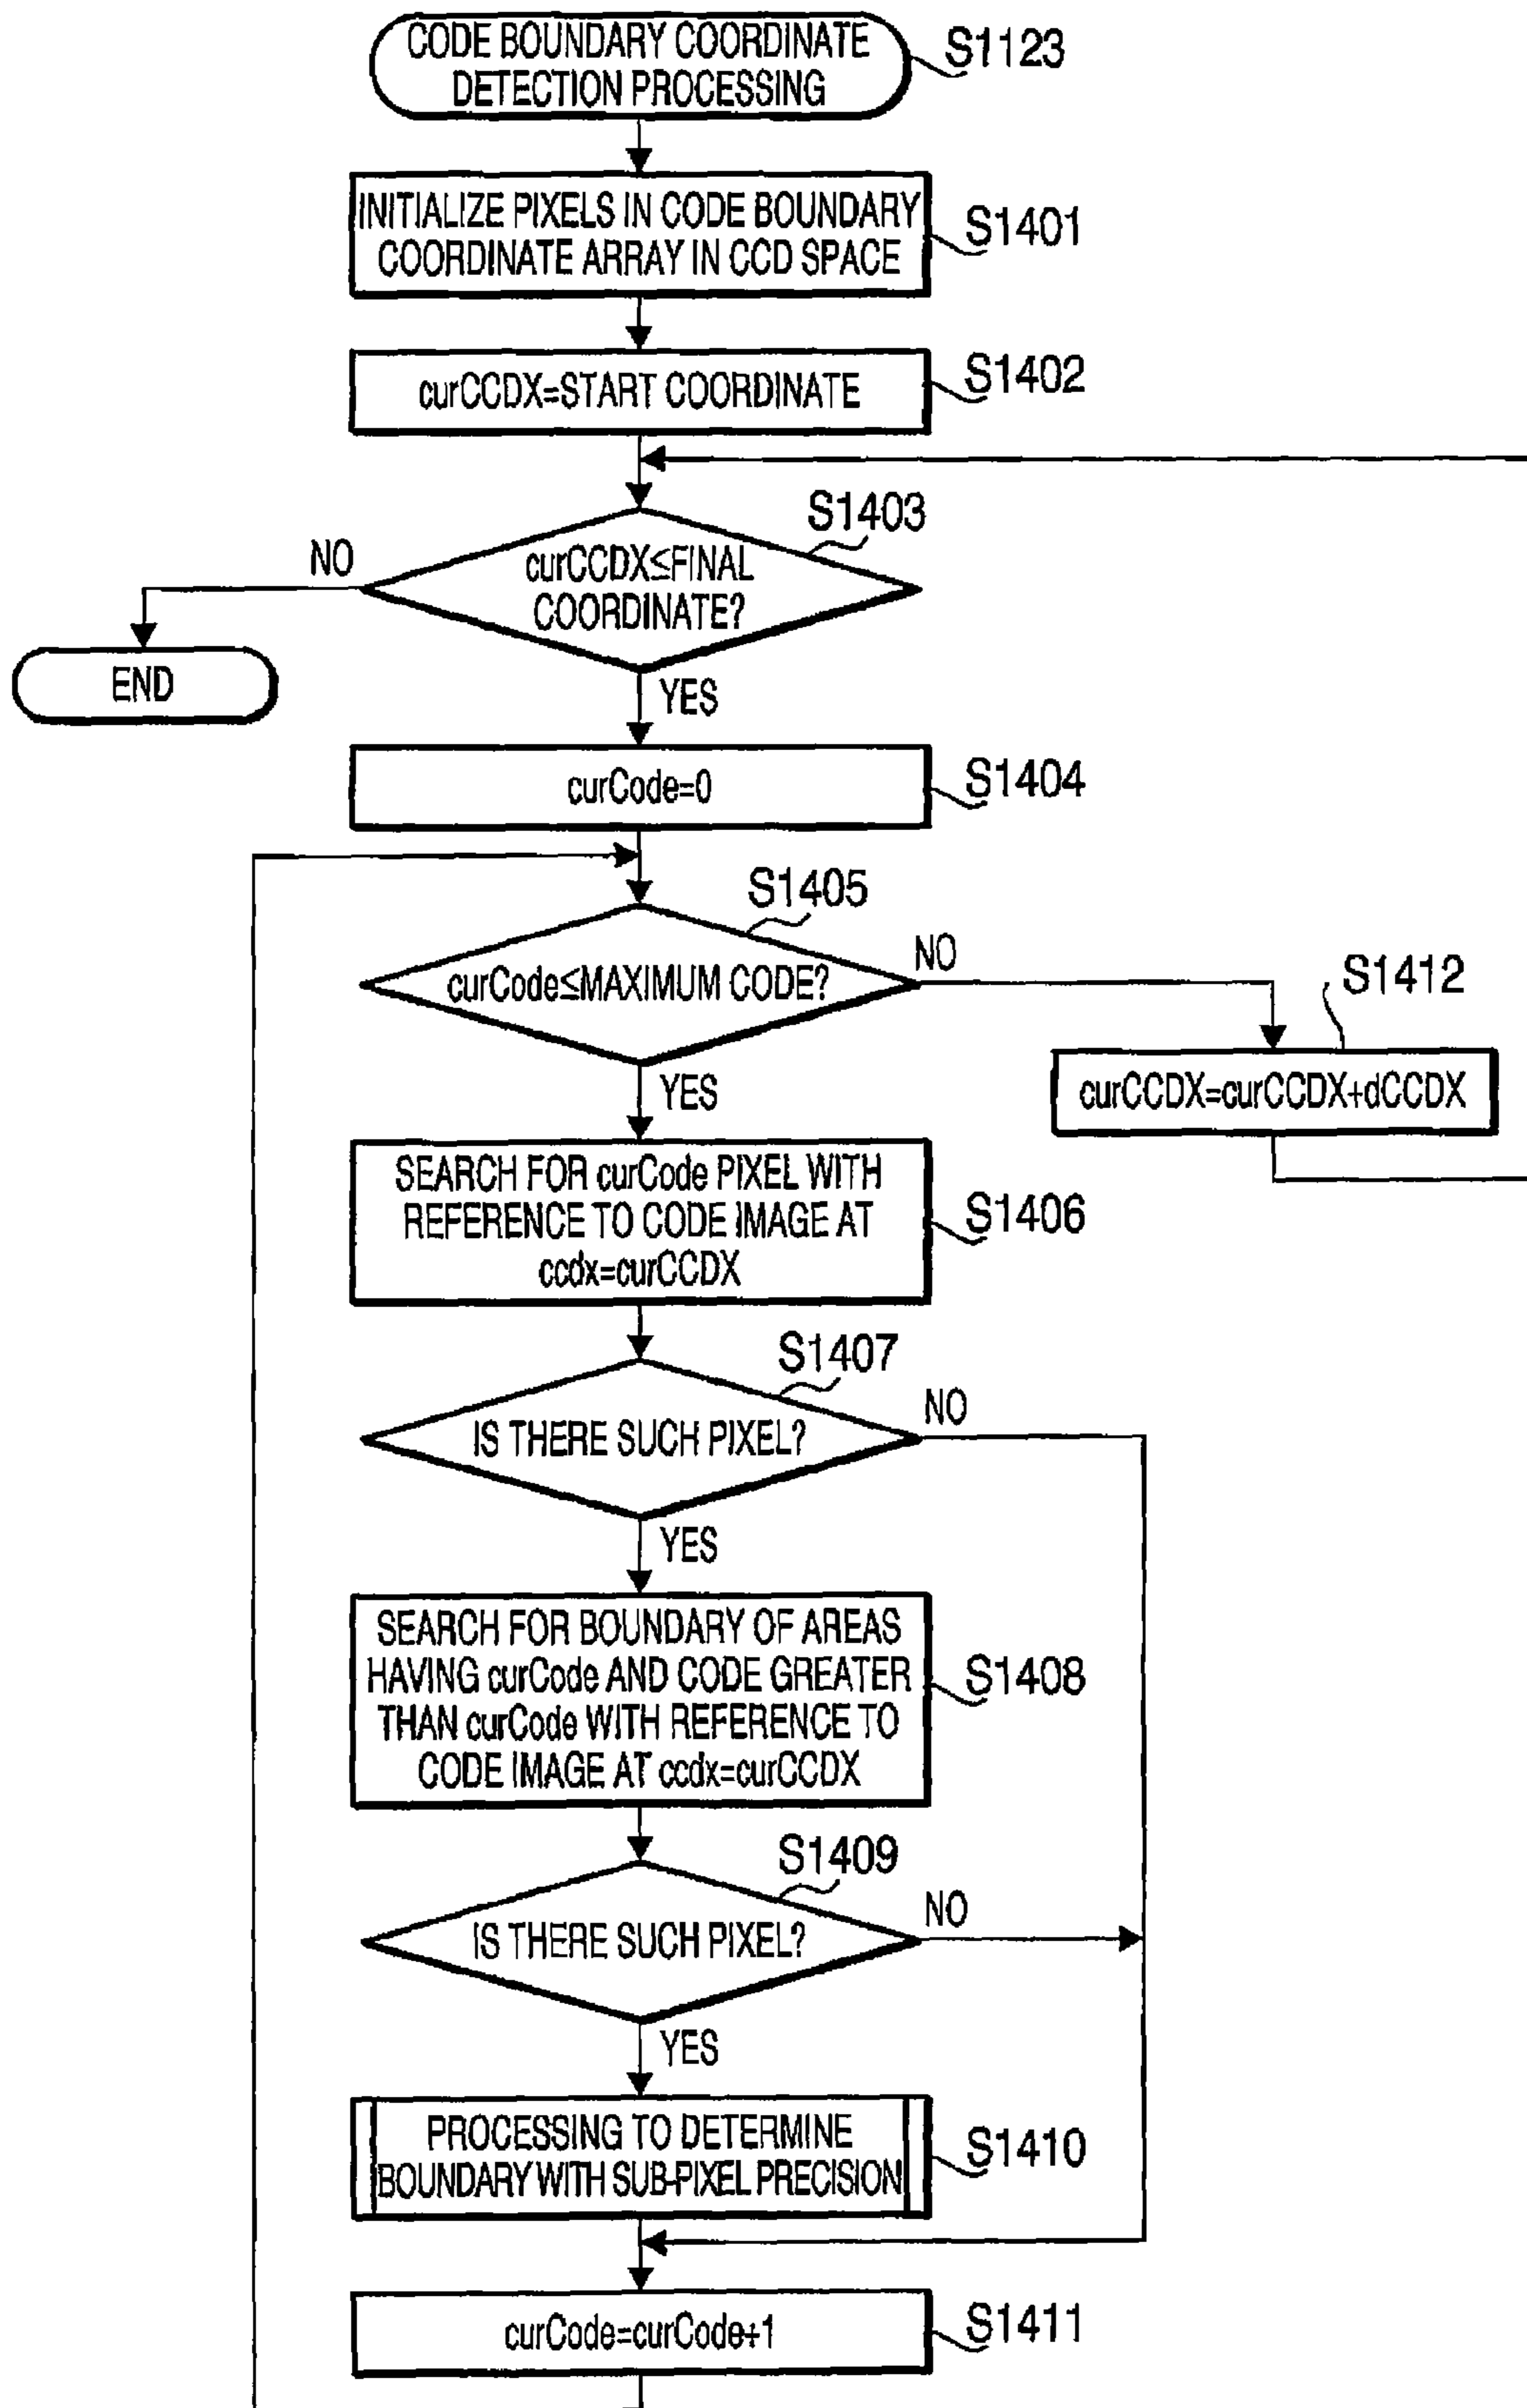 CODE BOUNDARY COORDINATE
DETECTION PROCESSING
S1123
INITIALIZE PIXELS IN CODE BOUNDARY
COORDINATE ARRAY IN CCD SPACE
S1401
curCCDX=START COORDINATE
S1402
S1403
NO
curCCDX≤FINAL
COORDINATE?
END
YES
curCode=0
S1404
S1405
curCode≤MAXIMUM CODE?
NO
S1412
curCCDX=curCCDX+dCCDX
YES
SEARCH FOR curCode PIXEL WITH
REFERENCE TO CODE IMAGE AT
ccdx=curCCDX
S1406
S1407
IS THERE SUCH PIXEL?
NO
YES
SEARCH FOR BOUNDARY OF AREAS
HAVING curCode AND CODE GREATER
THAN curCode WITH REFERENCE TO
CODE IMAGE AT ccdx=curCCDX
S1408
S1409
IS THERE SUCH PIXEL?
NO
YES
PROCESSING TO DETERMINE
BOUNDARY WITH SUB-PIXEL PRECISION
S1410
curCode=curCode+1
S1411